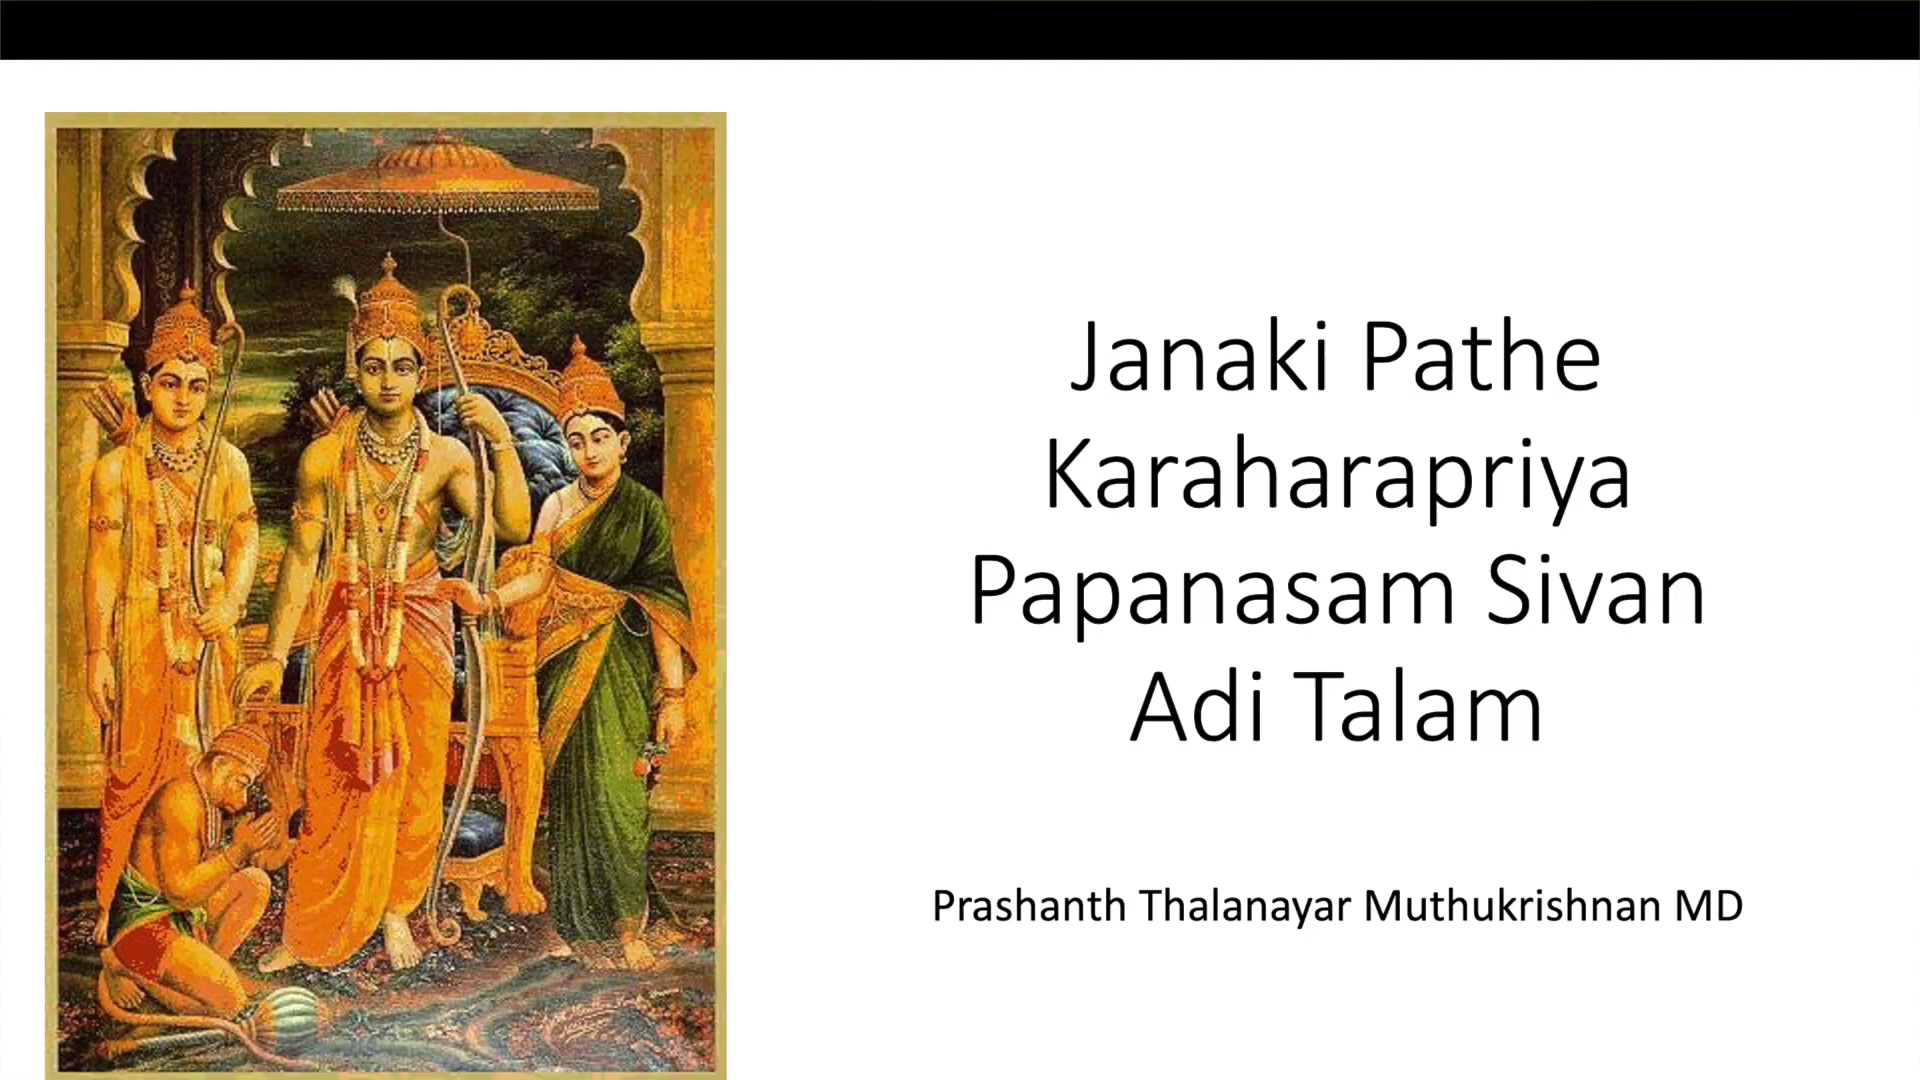 Janaki Pathe
Karaharapriya
Papanasam Sivan
Adi Talam
Prashanth Thalanayar Muthukrishnan MD